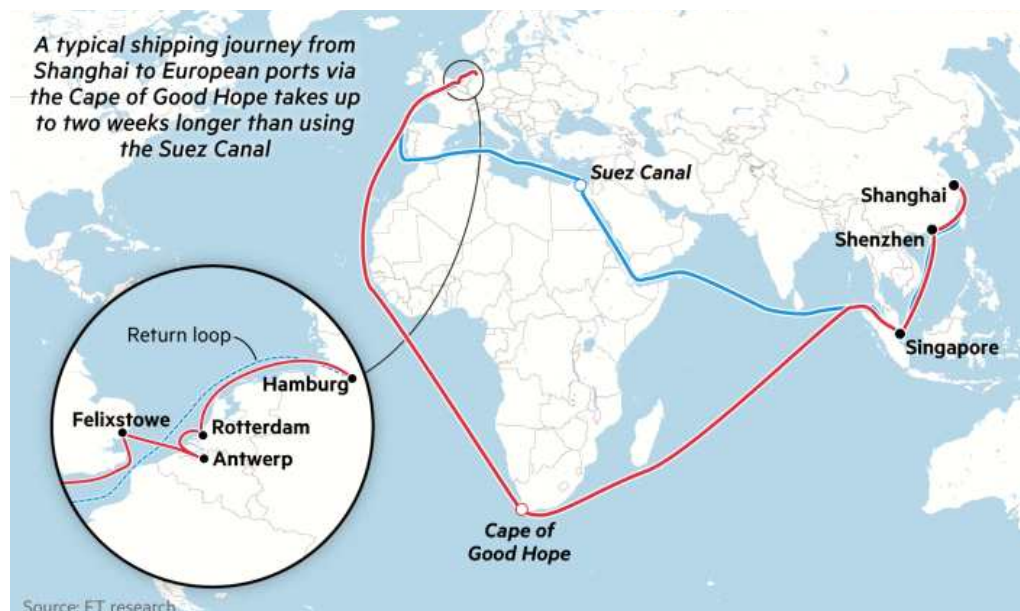 A typical shipping journey from
Shanghai to European ports via
the Cape of Good Hope takes up
to two weeks longer than using
the Suez Canal
Suez Canal
Shanghai
Shenzhen
Singapore
Return loop
Hamburg
Felixstowe
Rotterdam
Antwerp
Cape of
Good Hope
Source: FT research